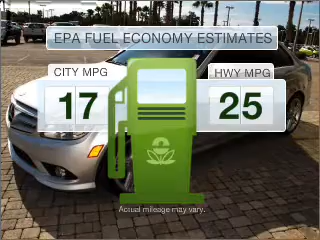 EPA FUEL ECONOMY ESTIMATES
CITY MPG
HWY MPG
17
25
Actual mileage may vary.